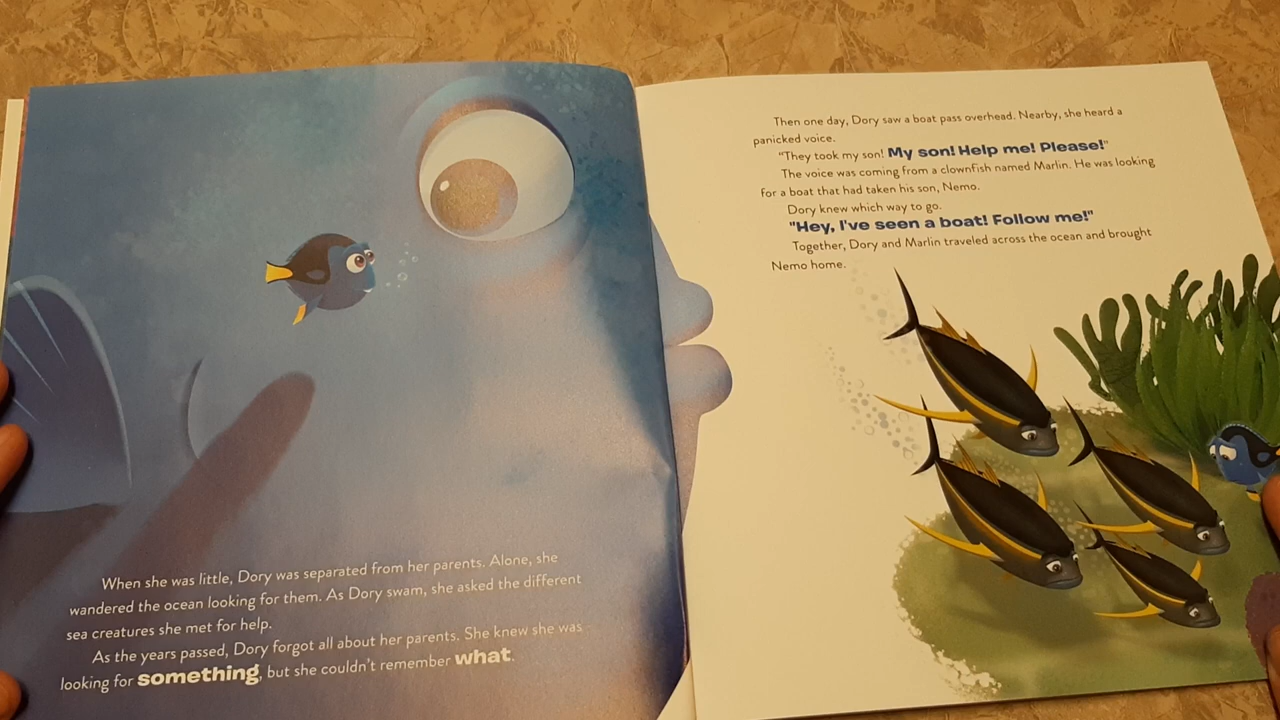 When she was little, Dory was separated from her parents. Alone, she
wandered the ocean looking for them. As Dory swam, she asked the different
sea creatures she met for help.
As the years passed, Dory forgot all about her parents. She knew she was
looking for something, but she couldn't remember what.
Then one day, Dory saw a boat pass overhead. Nearby, she heard a
panicked voice.
"They took my son! My son! Help me! Please!"
The voice was coming from a clownfish named Marlin. He was looking
for a boat that had taken his son, Nemo.
Dory knew which way to go.
"Hey, I've seen a boat! Follow me!"
Together, Dory and Marlin traveled across the ocean and brought
Nemo home.